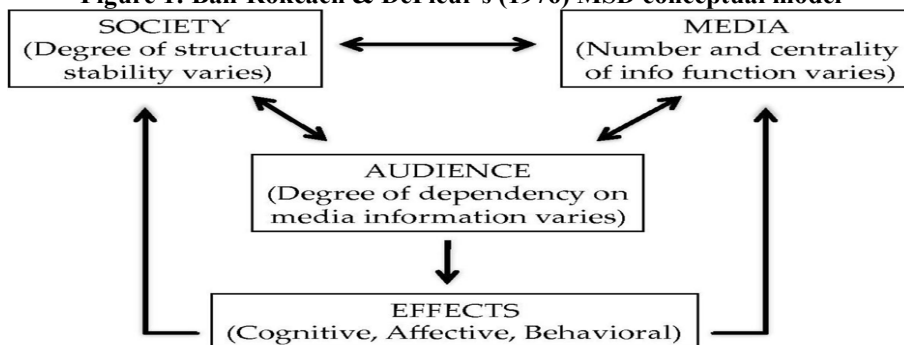 Figure 1: Ball-Rokeach & DeFleur's (1976) MSD conceptual model
SOCIETY
(Degree of structural
stability varies)
MEDIA
(Number and centrality
of info function varies)
AUDIENCE
(Degree of dependency on
media information varies)
EFFECTS
(Cognitive, Affective, Behavioral)